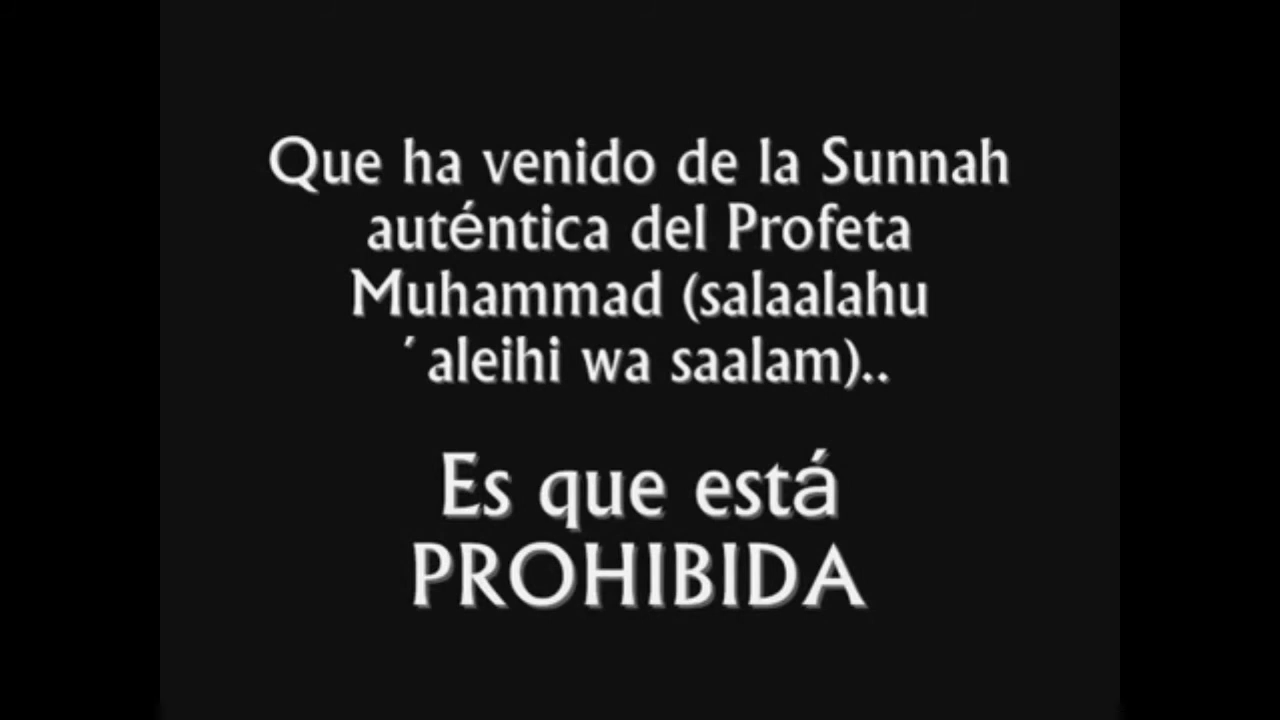 Que ha venido de la Sunnah
auténtica del Profeta
Muhammad (salaalahu
´aleihi wa saalam)..
Es que está
PROHIBIDA